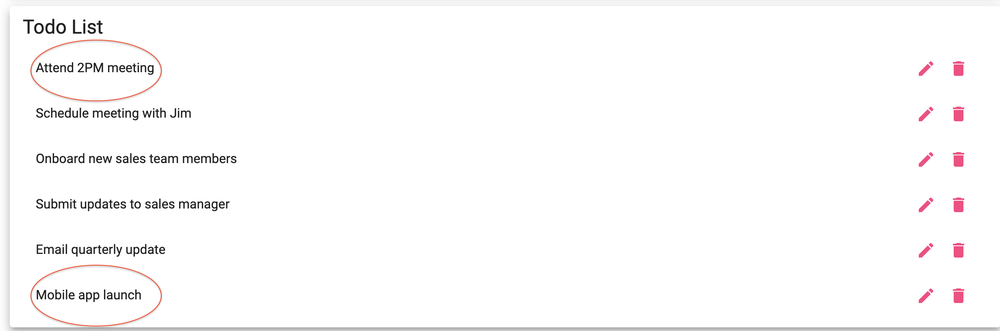 Todo List
Attend 2PM meeting
Schedule meeting with Jim
Onboard new sales team members
Submit updates to sales manager
Email quarterly update
Mobile app launch